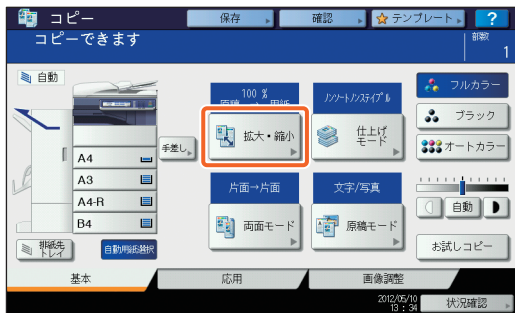 コピー
保存
確認
テンプレート
?
コピーできます
部数
1
自動
100 %
原稿 → 用紙
ﾉﾝｿｰﾄ/ﾉﾝｽﾃｲﾌﾟﾙ
フルカラー
拡大・縮小
仕上げ
モード
ブラック
手差し
オートカラー
A4
A3
A4-R
B4
片面→片面
文字/写真
両面モード
原稿モード
自動
排紙先
トレイ
自動用紙選択
お試しコピー
基本
応用
画像調整
2012/05/10
13 : 34
状況確認